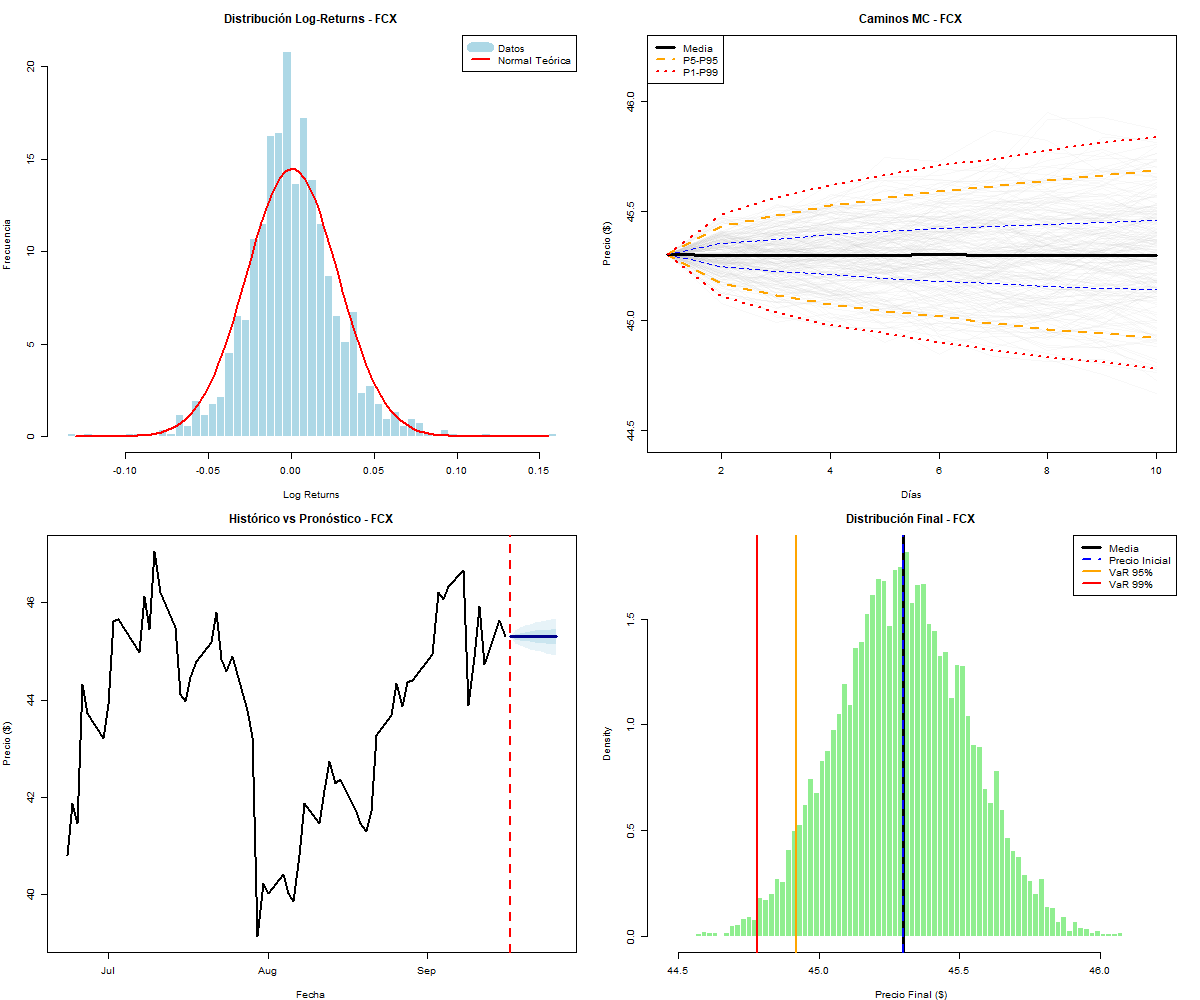 Distribución Log-Returns - FCX
Datos
Normal Teórica
Frecuencia
0
5
10
15
20
-0.10
-0.05
0.00
0.05
0.10
0.15
Log Returns
Caminos MC - FCX
Media
P5-P95
P1-P99
Precio ($)
44.5
45.0
45.5
46.0
2
4
6
8
10
Días
Histórico vs Pronóstico - FCX
Precio ($)
40
42
44
46
Jul
Aug
Sep
Fecha
Distribución Final - FCX
Media
Precio Inicial
VaR 95%
VaR 99%
Density
0.0
0.5
1.0
1.5
44.5
45.0
45.5
46.0
Precio Final ($)